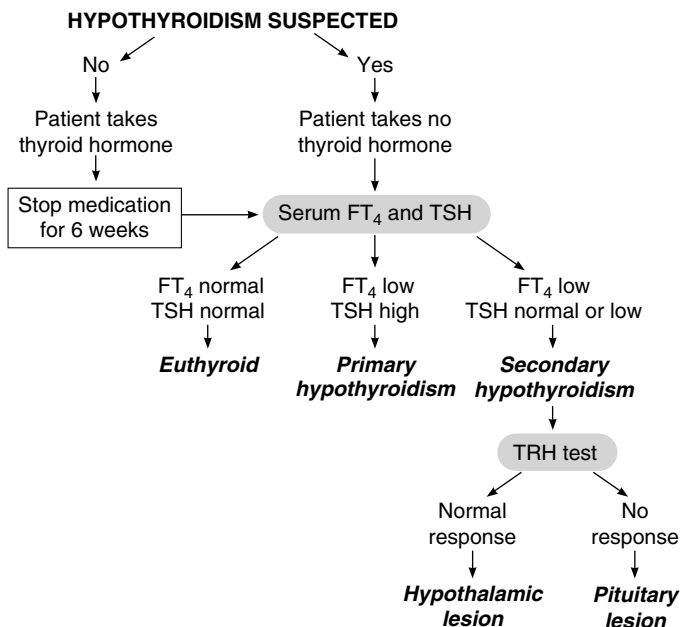 HYPOTHYROIDISM SUSPECTED
No
Yes
Patient takes
thyroid hormone
Patient takes no
thyroid hormone
Stop medication
for 6 weeks
Serum FT₄ and TSH
FT₄ normal
TSH normal
FT₄ low
TSH high
FT₄ low
TSH normal or low
Euthyroid
Primary
hypothyroidism
Secondary
hypothyroidism
TRH test
Normal
response
No
response
Hypothalamic
lesion
Pituitary
lesion